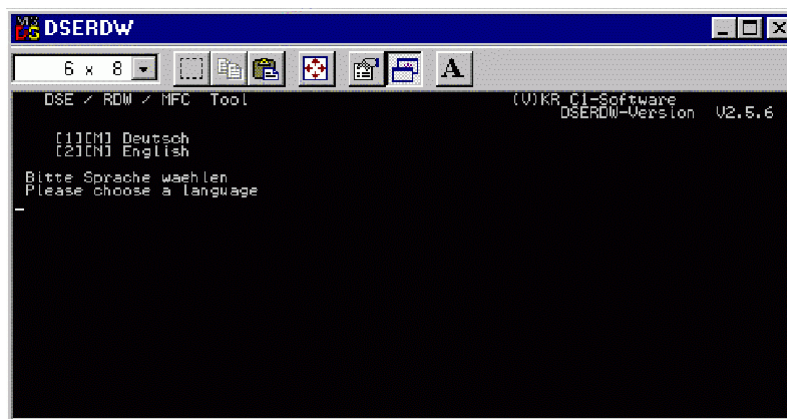 DSERDW
6 x 8
A
DSE / RDW / MFC Tool (V)KR C1-Software
DSERDW-Version V2.5.6
[1][M] Deutsch
[2][N] English
Bitte Sprache waehlen
Please choose a language